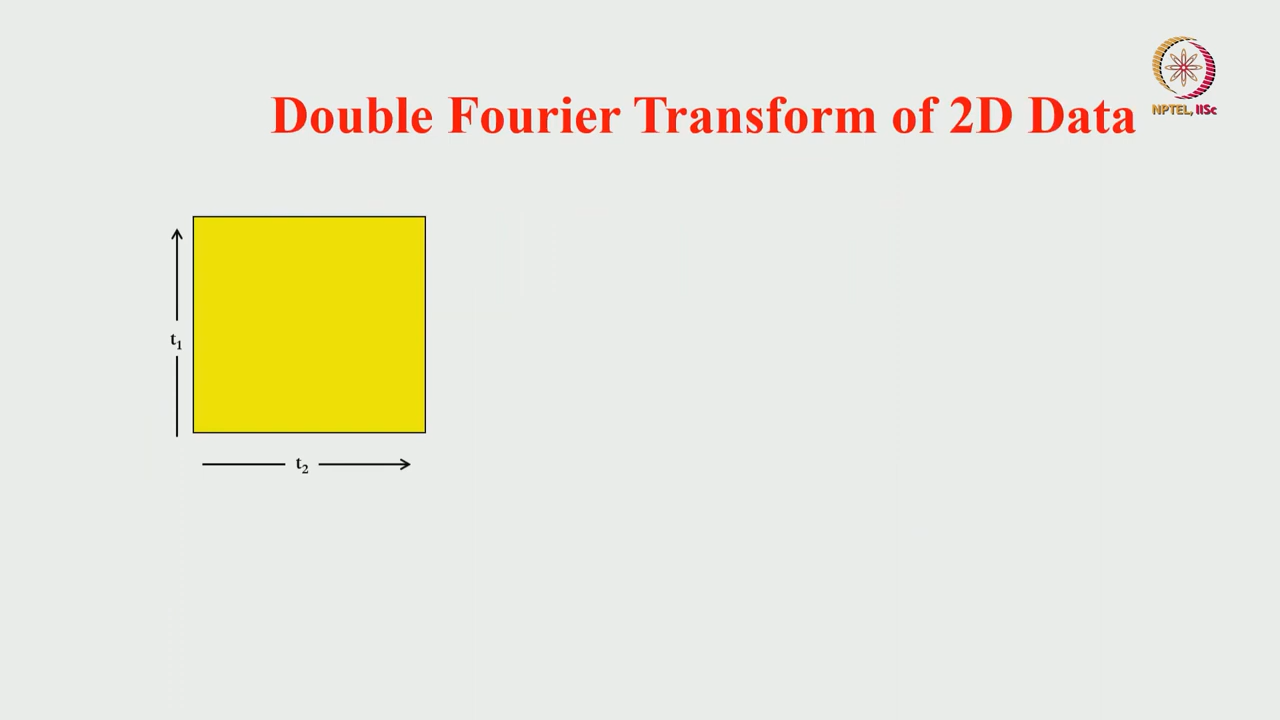 NPTEL, IISc
Double Fourier Transform of 2D Data
t₁
t₂